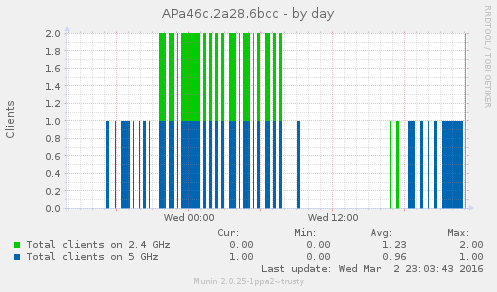 APa46c.2a28.6bcc - by day
RRDTOOL / TOBI OETIKER
Clients
2.0
1.8
1.6
1.4
1.2
1.0
0.8
0.6
0.4
0.2
0.0
Wed 00:00 Wed 12:00
Cur: Min: Avg: Max:
Total clients on 2.4 GHz 0.00 0.00 1.23 2.00
Total clients on 5 GHz 1.00 0.00 0.96 1.00
Last update: Wed Mar 2 23:03:43 2016
Munin 2.0.25-1ppa2~trusty